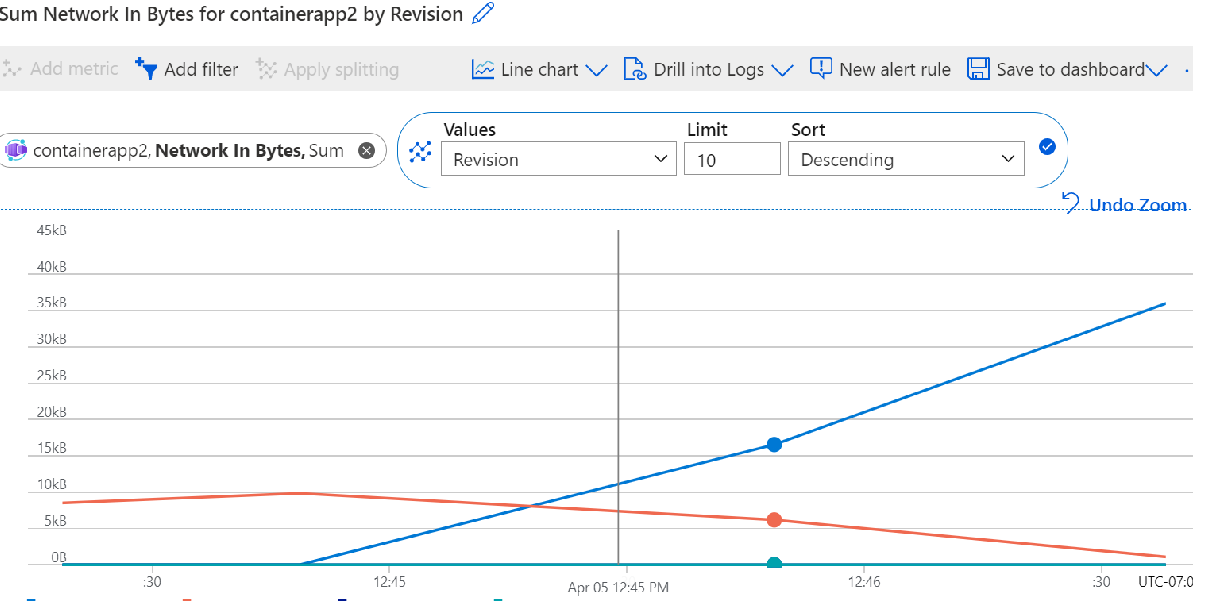 Sum Network In Bytes for containerapp2 by Revision
Add metric Add filter Apply splitting Line chart Drill into Logs New alert rule Save to dashboard
Values Limit Sort
containerapp2, Network In Bytes, Sum Revision 10 Descending
Undo Zoom
45kB
40kB
35kB
30kB
25kB
20kB
15kB
10kB
5kB
0B
:30 12:45 Apr 05 12:45 PM 12:46 :30 UTC-07:0